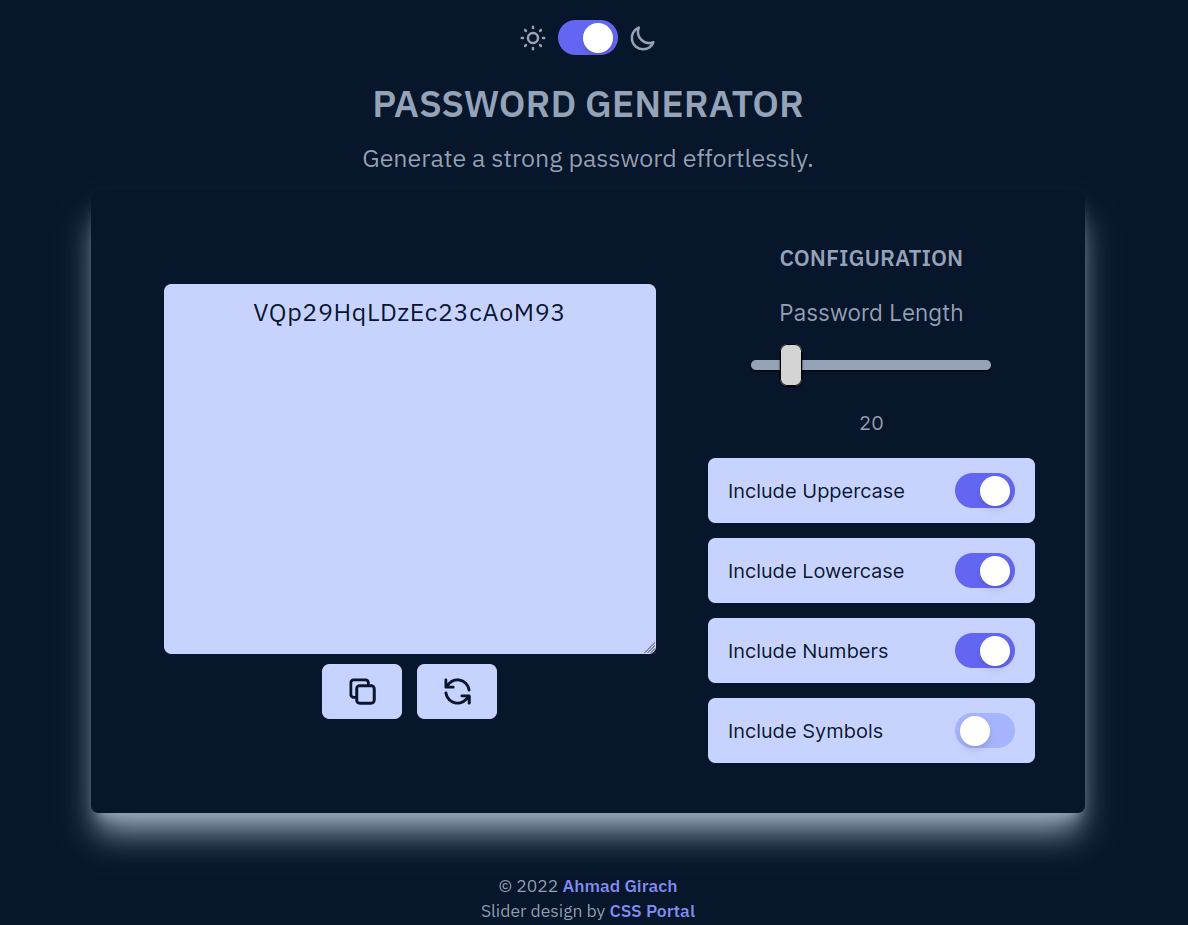 PASSWORD GENERATOR
Generate a strong password effortlessly.
VQp29HqLDzEc23cAoM93
CONFIGURATION
Password Length
20
Include Uppercase
Include Lowercase
Include Numbers
Include Symbols
© 2022 Ahmad Girach
Slider design by CSS Portal